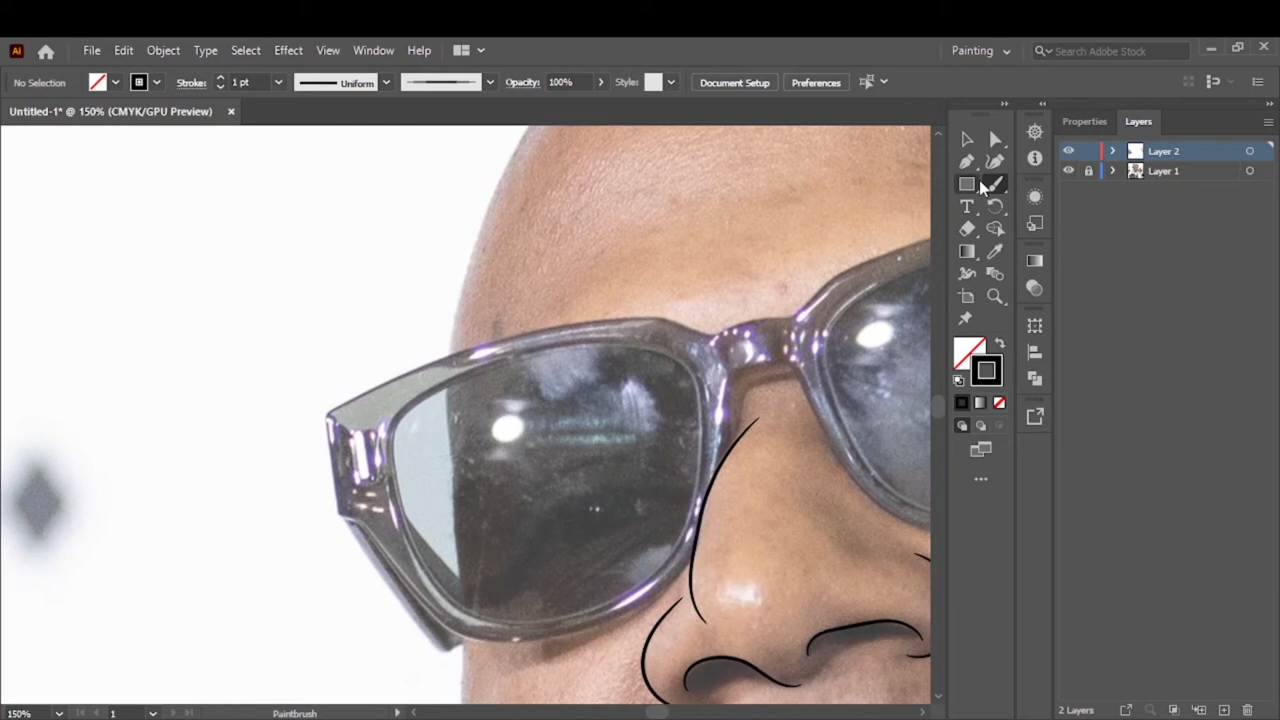 Ai File Edit Object Type Select Effect View Window Help Painting Search Adobe Stock
No Selection Stroke: 1 pt Uniform Opacity: 100% Style: Document Setup Preferences
Untitled-1* @ 150% (CMYK/GPU Preview) Properties Layers
Layer 2
Layer 1
150% 1 Paintbrush 2 Layers